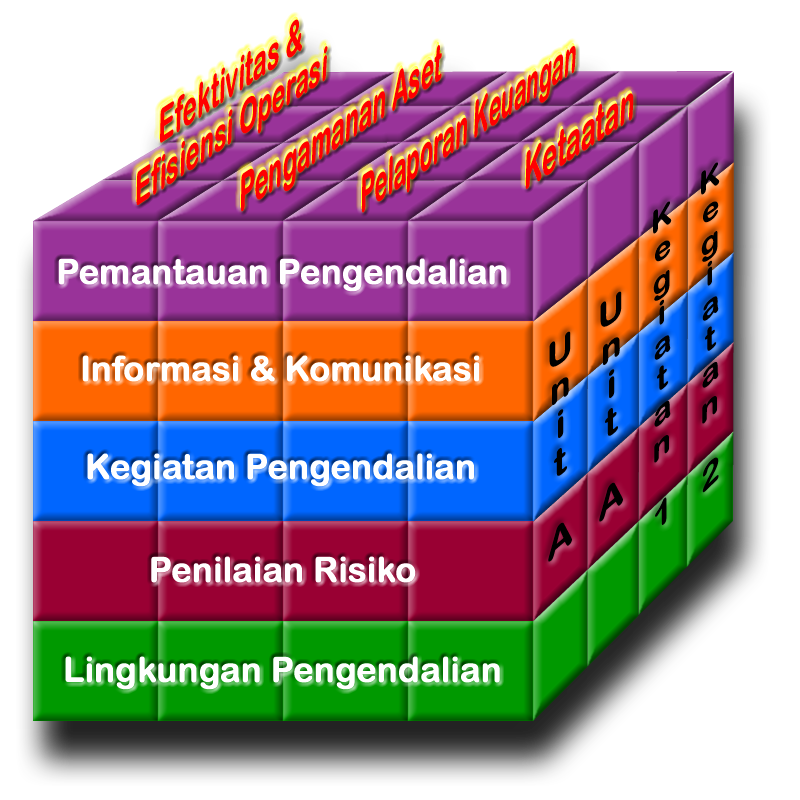 Efektivitas &
Efisiensi Operasi
Pengamanan Aset
Pelaporan Keuangan
Ketaatan
Pemantauan Pengendalian
Informasi & Komunikasi
Kegiatan Pengendalian
Penilaian Risiko
Lingkungan Pengendalian
Unit A
Unit A
Kegiatan 1
Kegiatan 2